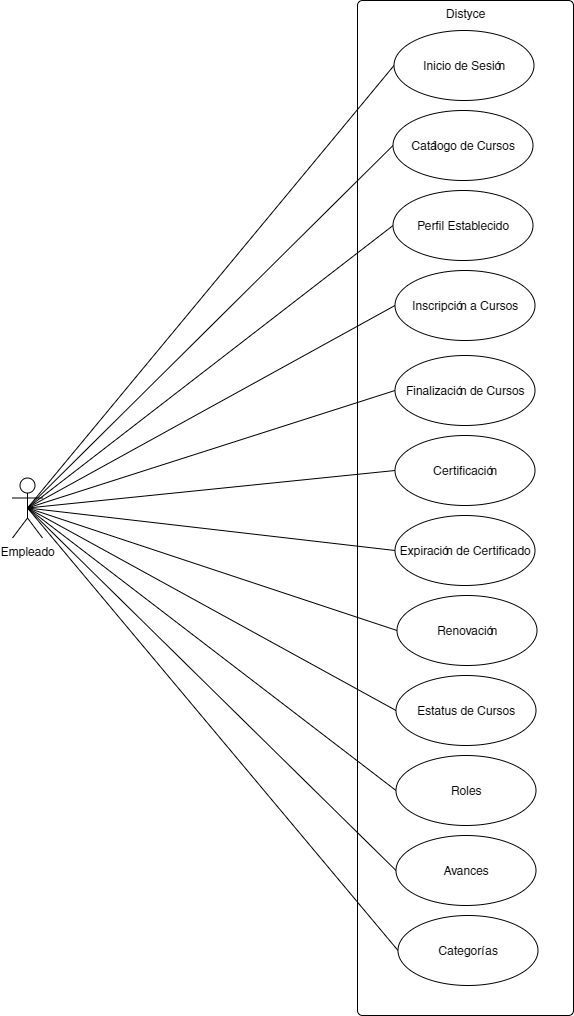 Distyce
Inicio de Sesión
Catálogo de Cursos
Perfil Establecido
Inscripción a Cursos
Finalización de Cursos
Certificación
Empleado
Expiración de Certificado
Renovación
Estatus de Cursos
Roles
Avances
Categorías